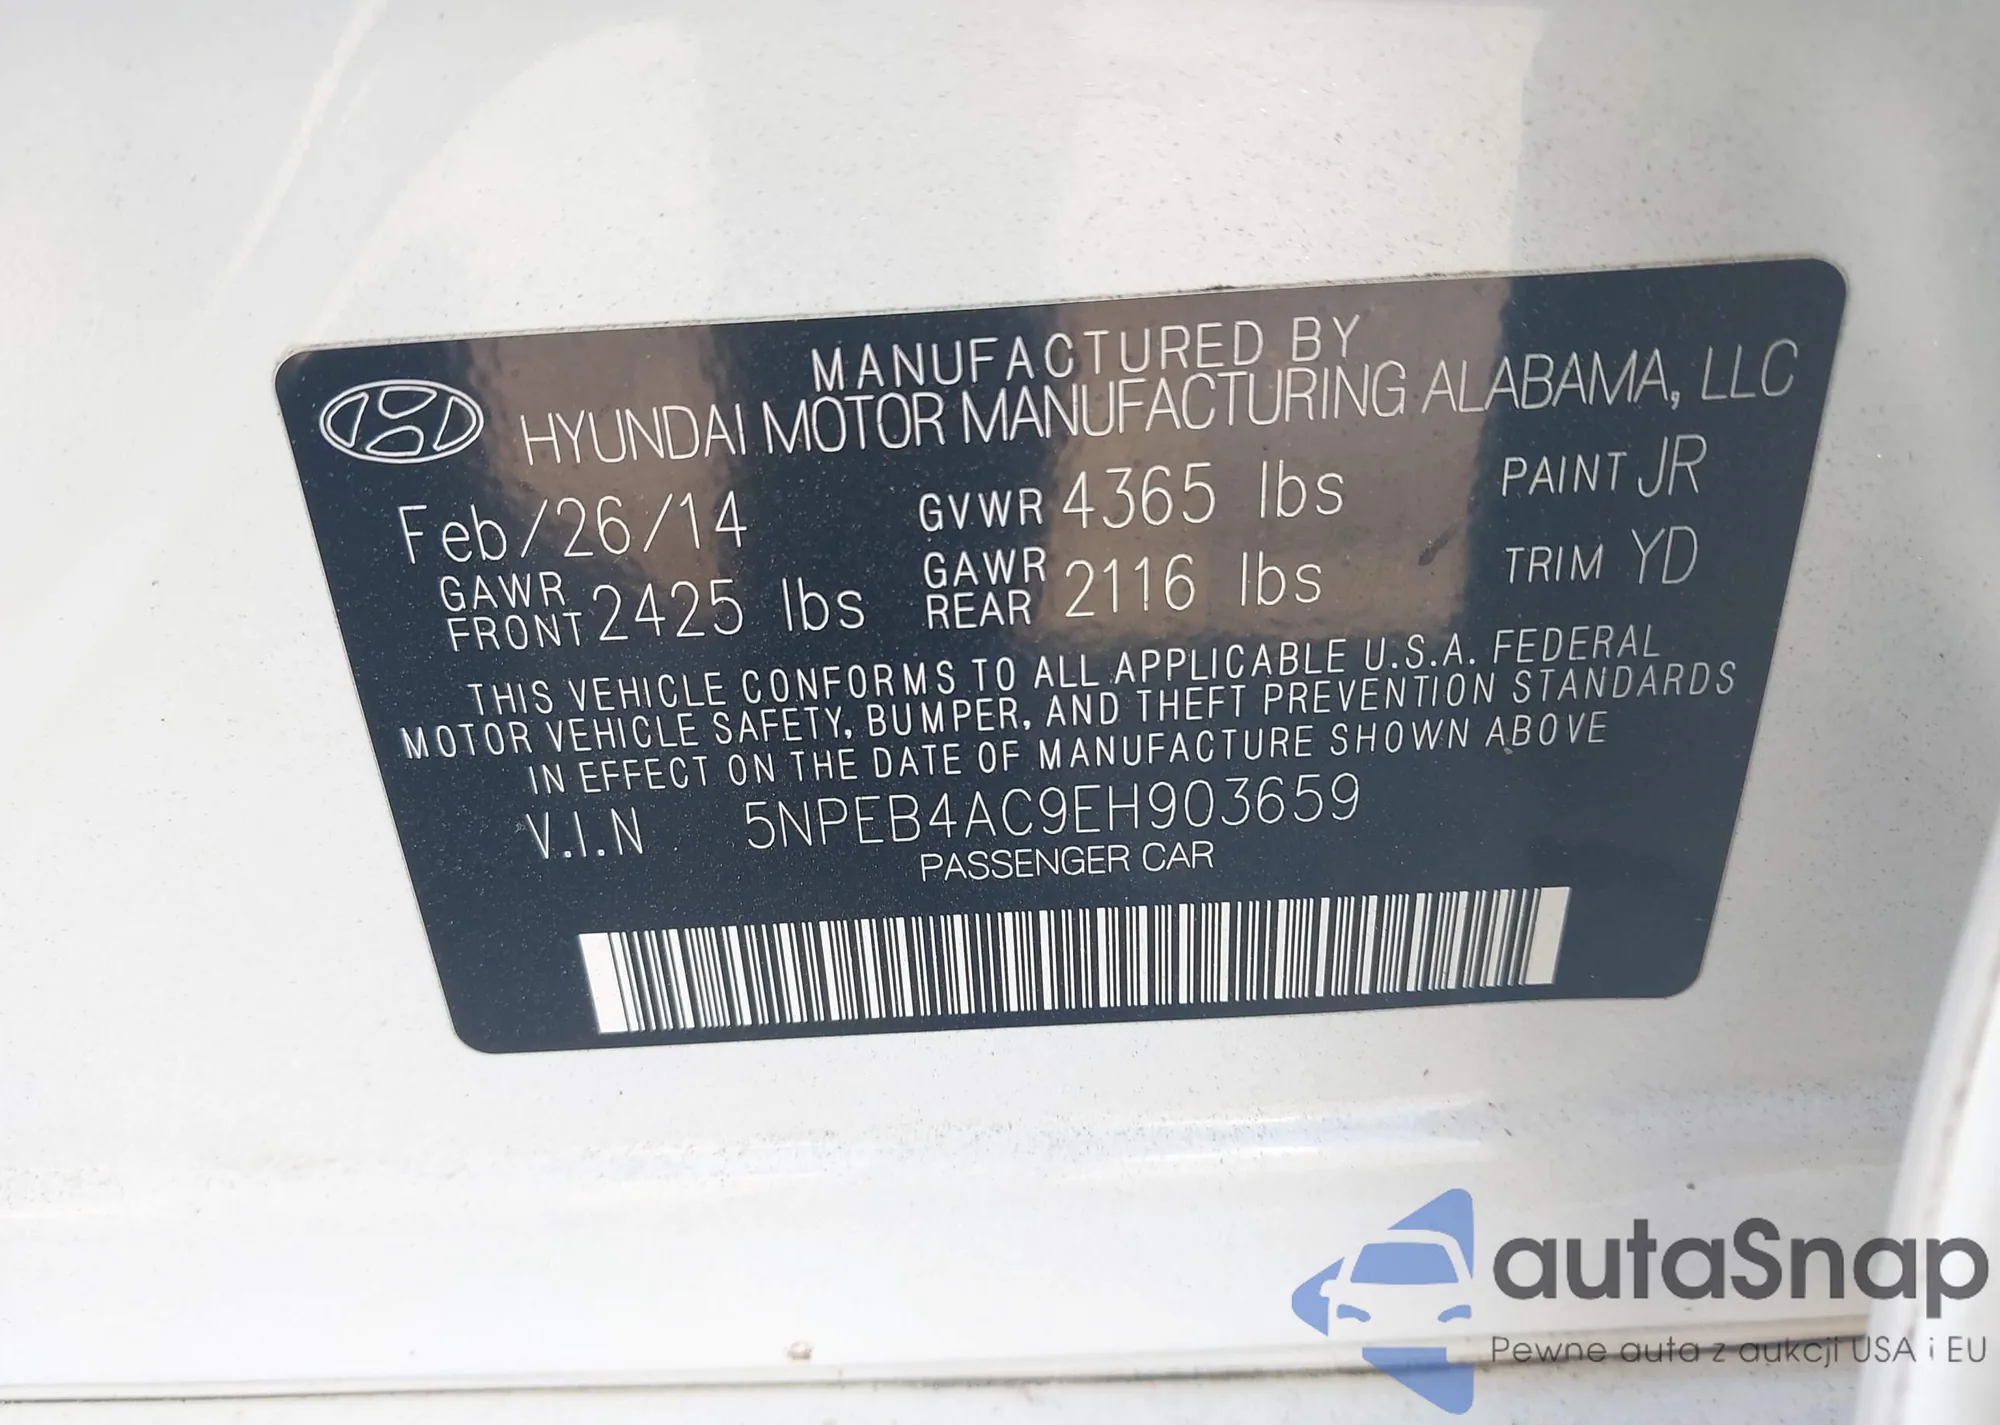 MANUFACTURED BY
HYUNDAI MOTOR MANUFACTURING ALABAMA, LLC
Feb/26/14 GVWR 4365 lbs PAINT JR
GAWR FRONT 2425 lbs GAWR REAR 2116 lbs TRIM YD
THIS VEHICLE CONFORMS TO ALL APPLICABLE U.S.A. FEDERAL
MOTOR VEHICLE SAFETY, BUMPER, AND THEFT PREVENTION STANDARDS
IN EFFECT ON THE DATE OF MANUFACTURE SHOWN ABOVE
V.I.N 5NPEB4AC9EH903659
PASSENGER CAR
autaSnap
Pewne auta z aukcji USA i EU